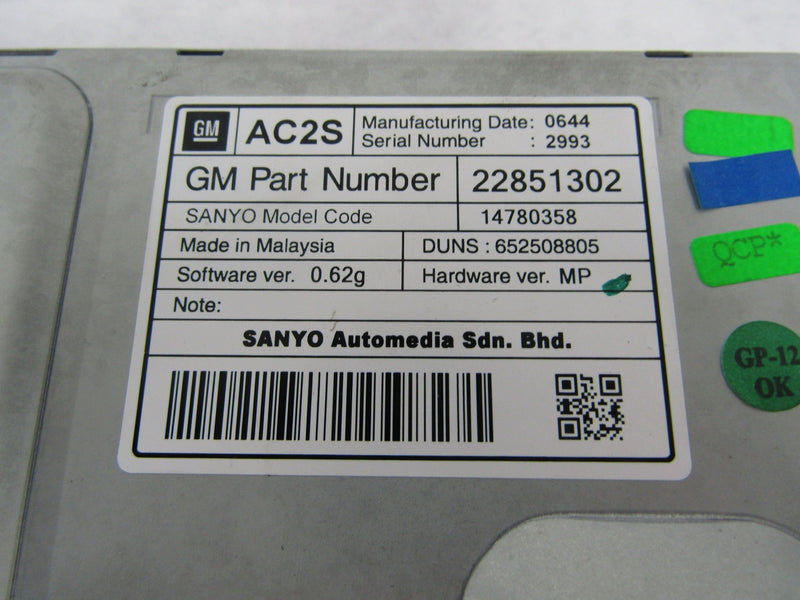 GM
AC2S
Manufacturing Date: 0644
Serial Number : 2993
GM Part Number 22851302
SANYO Model Code 14780358
Made in Malaysia DUNS : 652508805
Software ver. 0.62g Hardware ver. MP
Note:
SANYO Automedia Sdn. Bhd.
QCP*
GP-12
OK